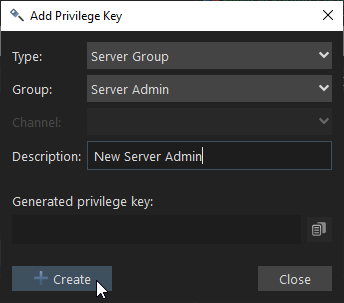 Add Privilege Key
Type: Server Group
Group: Server Admin
Channel:
Description: New Server Admin
Generated privilege key:
Create Close